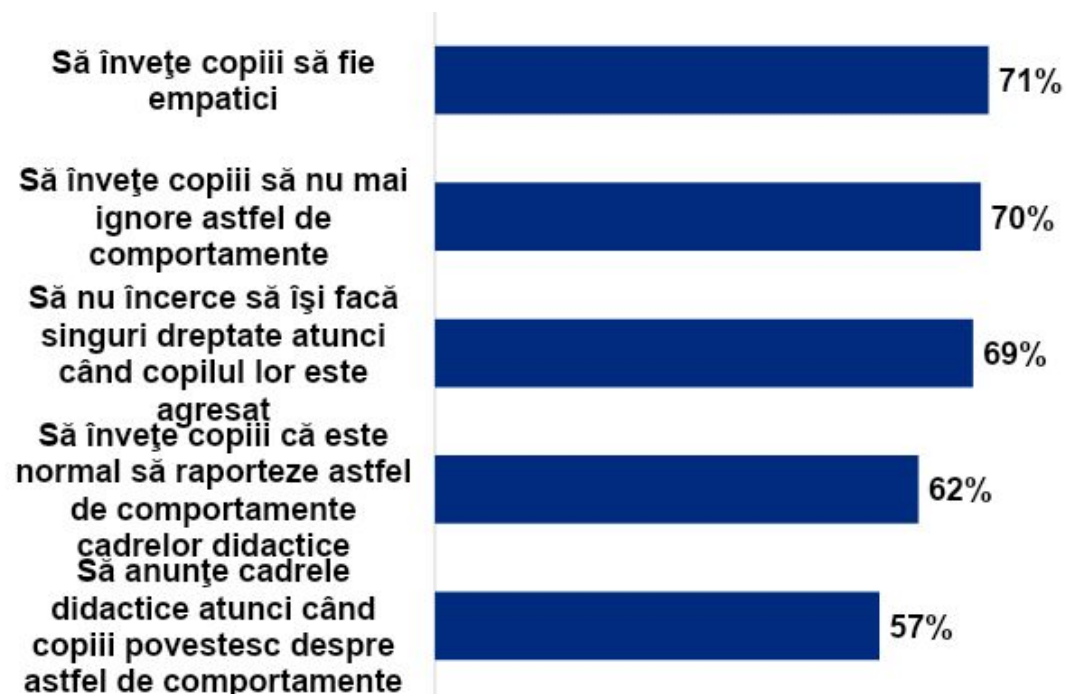 Să înveţe copiii să fie
empatici
71%
Să înveţe copiii să nu mai
ignore astfel de
comportamente
70%
Să nu încerce să îşi facă
singuri dreptate atunci
când copilul lor este
agresat
69%
Să înveţe copiii că este
normal să raporteze astfel
de comportamente
cadrelor didactice
62%
Să anunţe cadrele
didactice atunci când
copiii povestesc despre
astfel de comportamente
57%